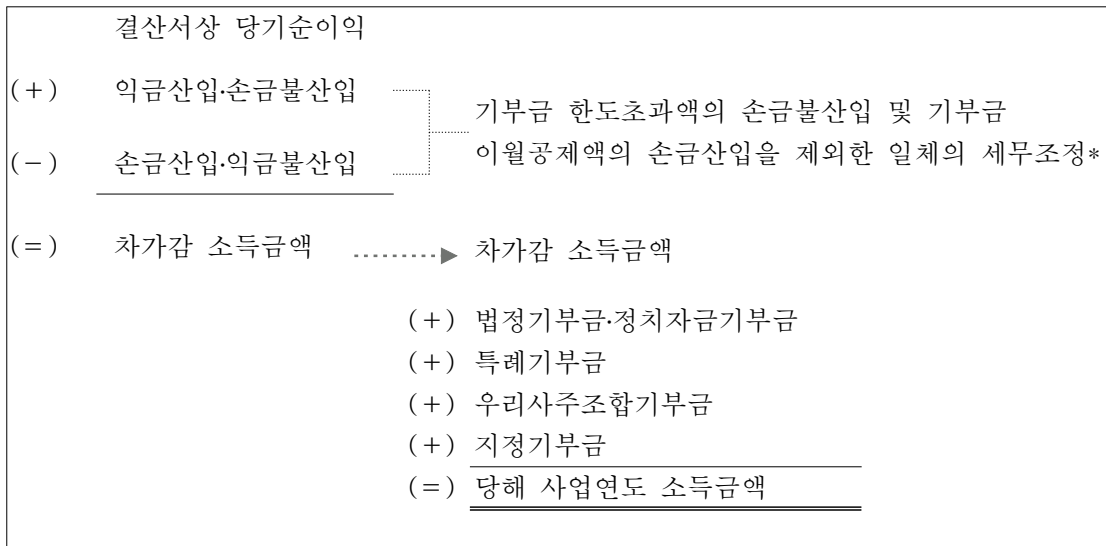 결산서상 당기순이익
(+) 익금산입·손금불산입
기부금 한도초과액의 손금불산입 및 기부금
(-) 손금산입·익금불산입
이월공제액의 손금산입을 제외한 일체의 세무조정*
(=) 차가감 소득금액
차가감 소득금액
(+) 법정기부금·정치자금기부금
(+) 특례기부금
(+) 우리사주조합기부금
(+) 지정기부금
(=) 당해 사업연도 소득금액